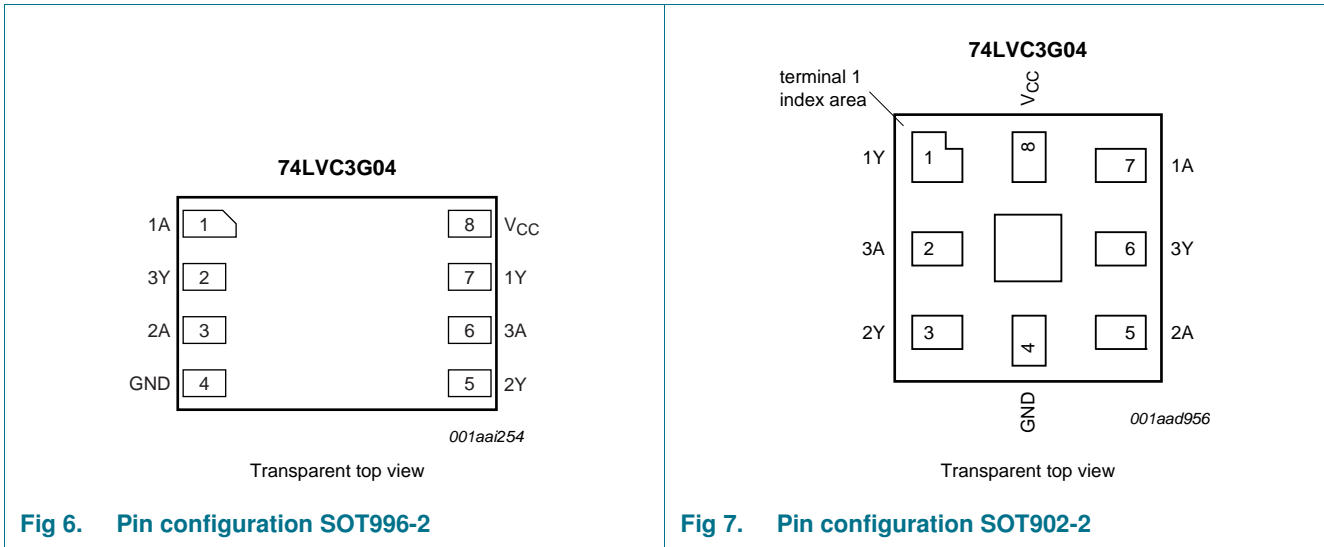 74LVC3G04
1A 1 8 VCC
3Y 2 7 1Y
2A 3 6 3A
GND 4 5 2Y
001aai254
Transparent top view
Fig 6. Pin configuration SOT996-2
74LVC3G04
terminal 1
index area
VCC
1Y 1 8 7 1A
3A 2 6 3Y
2Y 3 4 5 2A
GND
001aad956
Transparent top view
Fig 7. Pin configuration SOT902-2